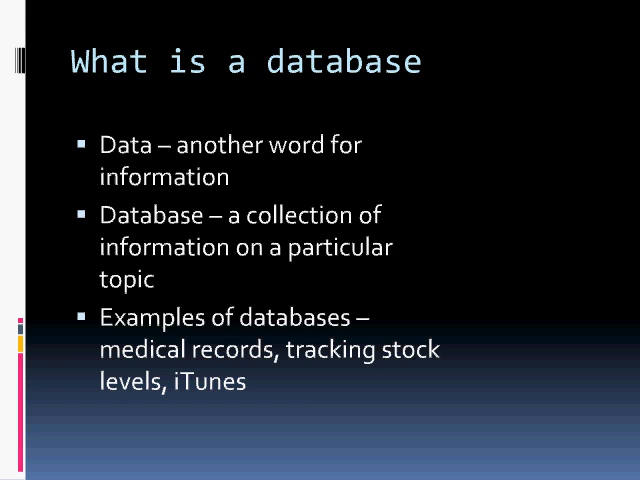 What is a database
▪ Data – another word for
information
▪ Database – a collection of
information on a particular
topic
▪ Examples of databases –
medical records, tracking stock
levels, iTunes